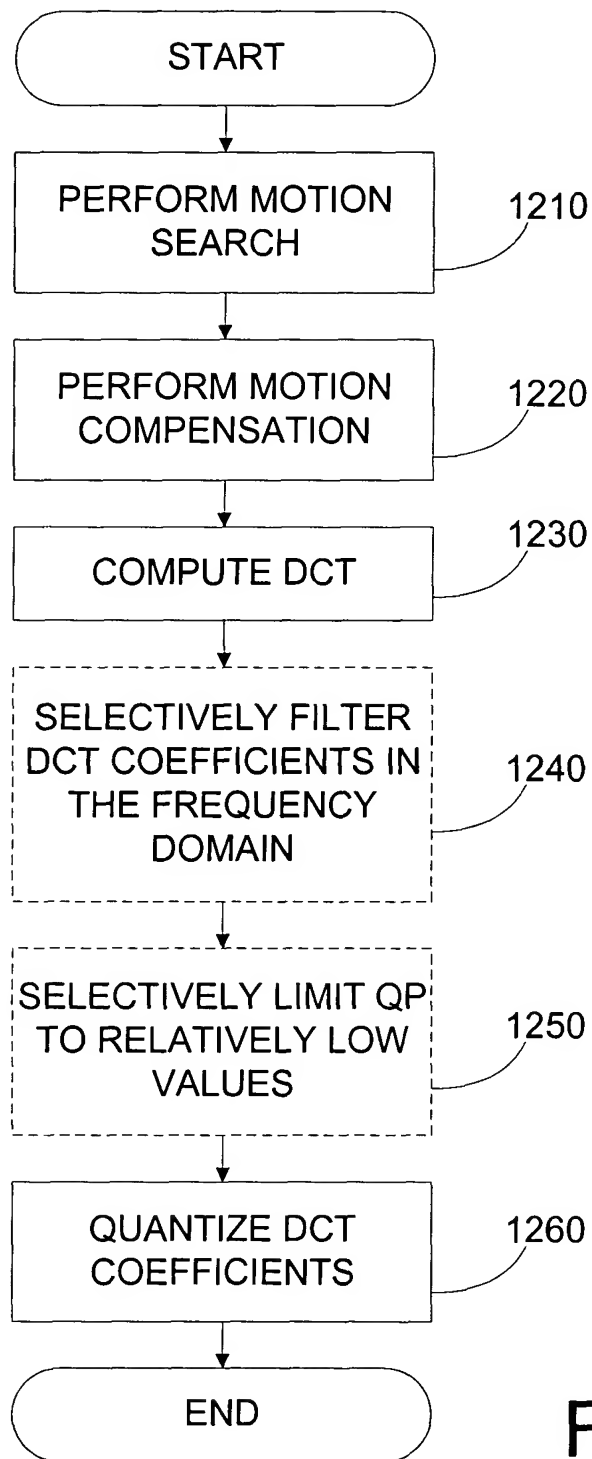 START
PERFORM MOTION
SEARCH
1210
PERFORM MOTION
COMPENSATION
1220
COMPUTE DCT
1230
SELECTIVELY FILTER
DCT COEFFICIENTS IN
THE FREQUENCY
DOMAIN
1240
SELECTIVELY LIMIT QP
TO RELATIVELY LOW
VALUES
1250
QUANTIZE DCT
COEFFICIENTS
1260
END
F